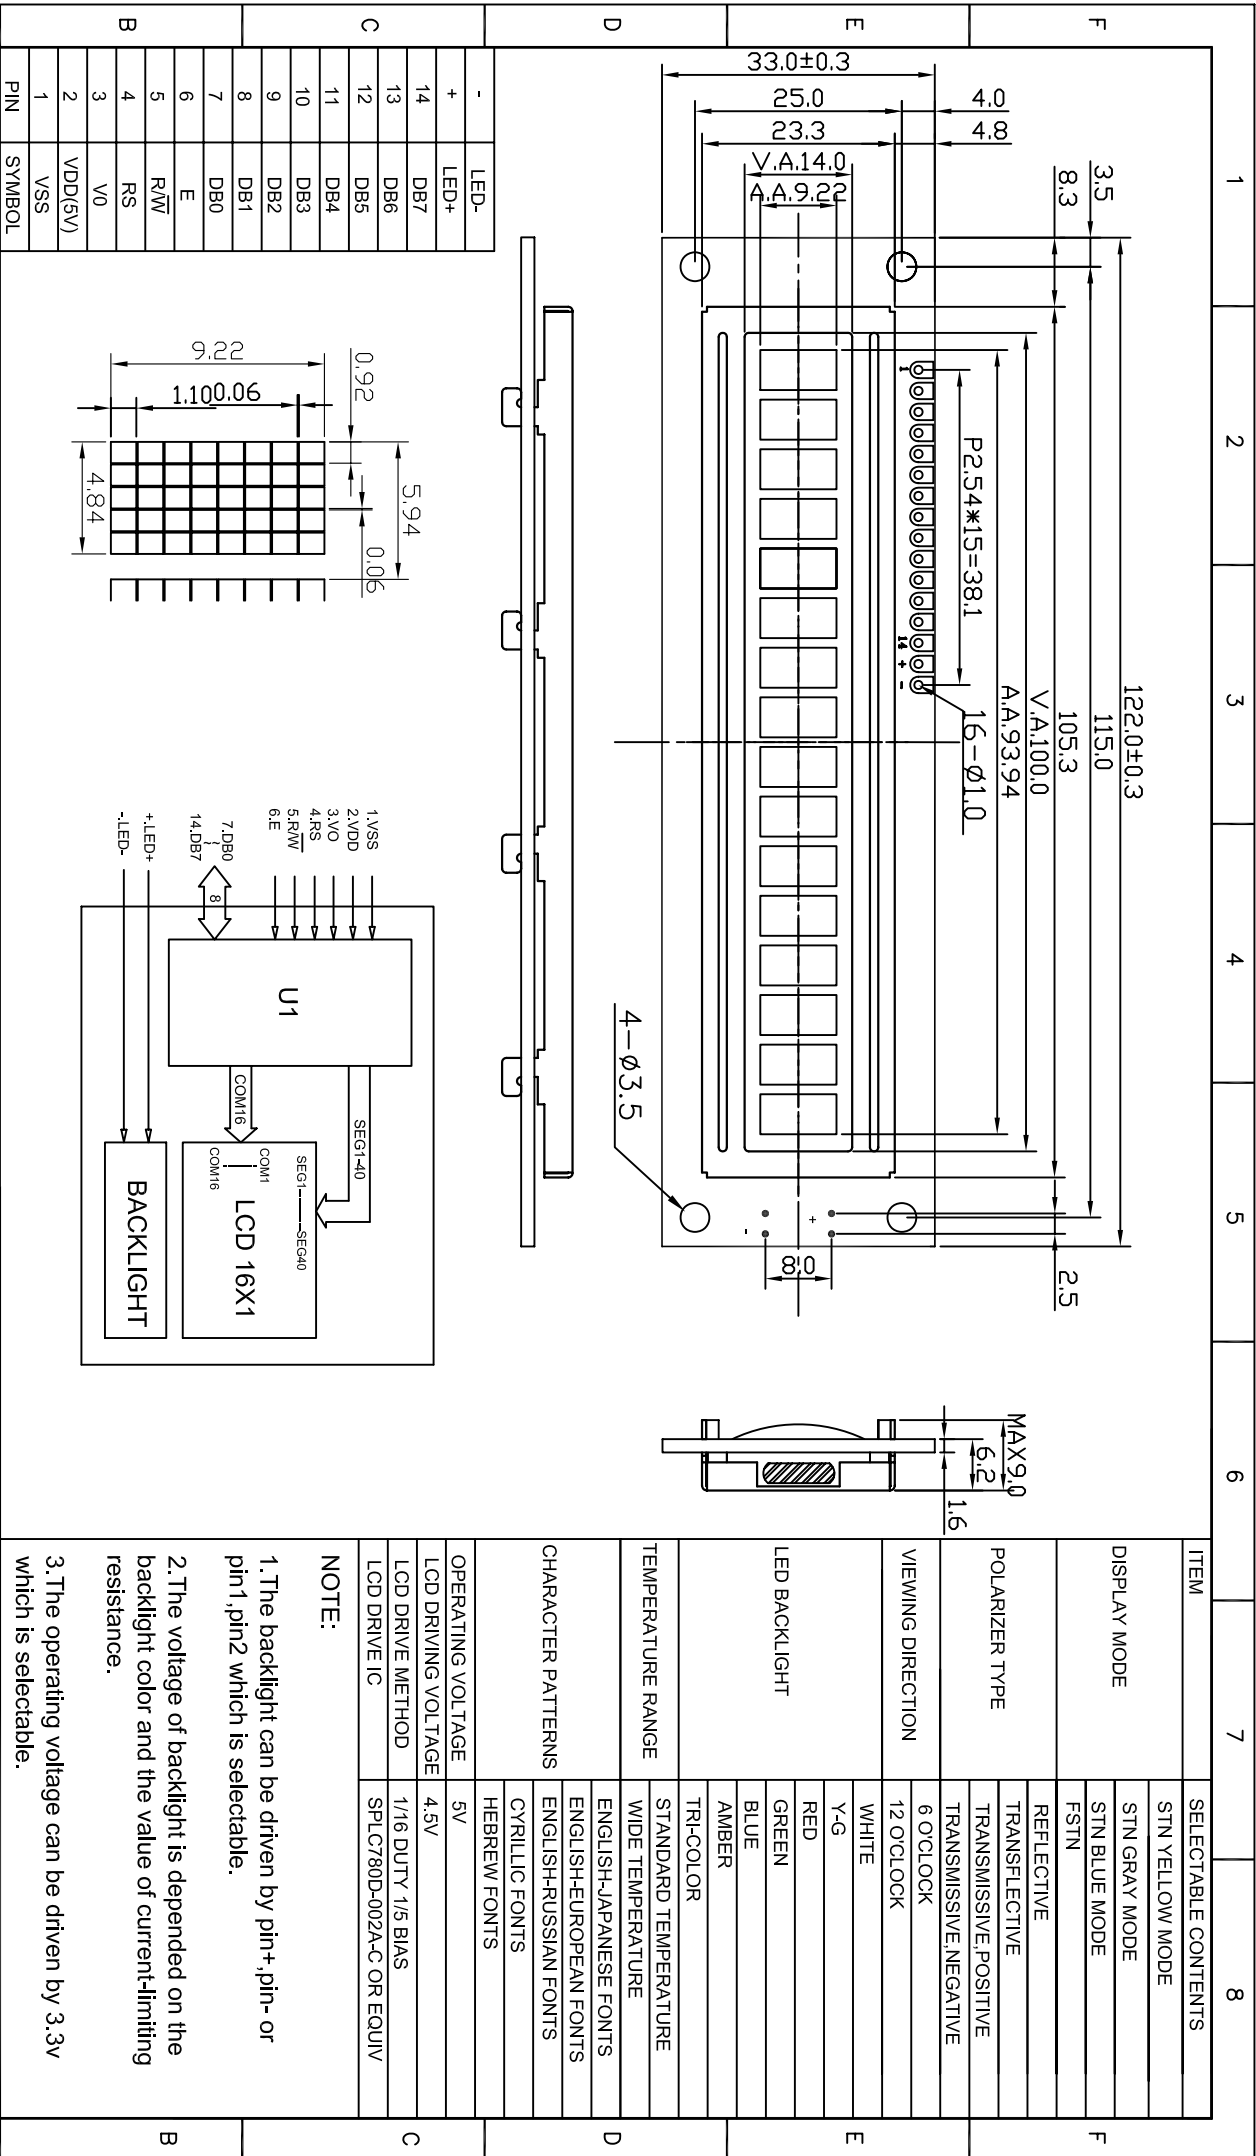 1 2 3 4 5 6 7 8
F
E
D
C
B
F
E
D
C
B
122.0±0.3
115.0
105.3
V.A.100.0
A.A.93.94
P2.54*15=38.1
16-Ø1.0
3.5
8.3
2.5
4.0
4.8
33.0±0.3
25.0
23.3
V.A.14.0
A.A.9.22
1
14
+
-
+
-
8.0
4-Ø3.5
MAX9.0
6.2
1.6
- LED-
+ LED+
14 DB7
13 DB6
12 DB5
11 DB4
10 DB3
9 DB2
8 DB1
7 DB0
6 E
5 R/W̅
4 RS
3 V0
2 VDD(5V)
1 VSS
PIN SYMBOL
5.94
0.92
0.06
9.22
1.10
0.06
4.84
1.VSS
2.VDD
3.VO
4.RS
5.R/W̅
6.E
7.DB0
~
14.DB7
8
+.LED+
-.LED-
U1
SEG1-40
COM16
SEG1 SEG40
COM1
COM16
LCD 16X1
BACKLIGHT
ITEM SELECTABLE CONTENTS
DISPLAY MODE STN YELLOW MODE
STN GRAY MODE
STN BLUE MODE
FSTN
POLARIZER TYPE REFLECTIVE
TRANSFLECTIVE
TRANSMISSIVE,POSITIVE
TRANSMISSIVE,NEGATIVE
VIEWING DIRECTION 6 O'CLOCK
12 O'CLOCK
LED BACKLIGHT WHITE
Y-G
RED
GREEN
BLUE
AMBER
TRI-COLOR
TEMPERATURE RANGE STANDARD TEMPERATURE
WIDE TEMPERATURE
CHARACTER PATTERNS ENGLISH-JAPANESE FONTS
ENGLISH-EUROPEAN FONTS
ENGLISH-RUSSIAN FONTS
CYRILLIC FONTS
HEBREW FONTS
OPERATING VOLTAGE 5V
LCD DRIVING VOLTAGE 4.5V
LCD DRIVE METHOD 1/16 DUTY 1/5 BIAS
LCD DRIVE IC SPLC780D-002A-C OR EQUIV
NOTE:
1.The backlight can be driven by pin+,pin- or
pin1,pin2 which is selectable.
2.The voltage of backlight is depended on the
backlight color and the value of current-limiting
resistance.
3.The operating voltage can be driven by 3.3v
which is selectable.